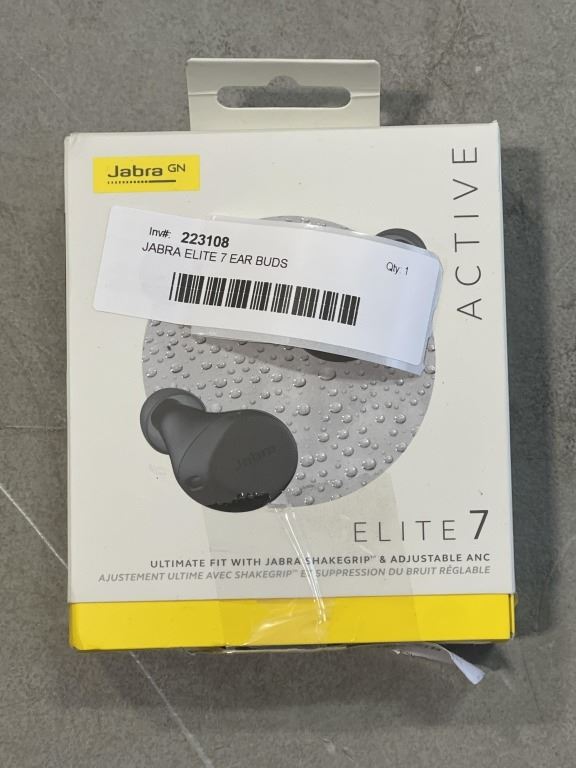 Jabra GN
ACTIVE
Inv#: 223108
JABRA ELITE 7 EAR BUDS
Qty: 1
Jabra
ELITE 7
ULTIMATE FIT WITH JABRA SHAKEGRIP™ & ADJUSTABLE ANC
AJUSTEMENT ULTIME AVEC SHAKEGRIP™ ET SUPPRESSION DU BRUIT RÉGLABLE